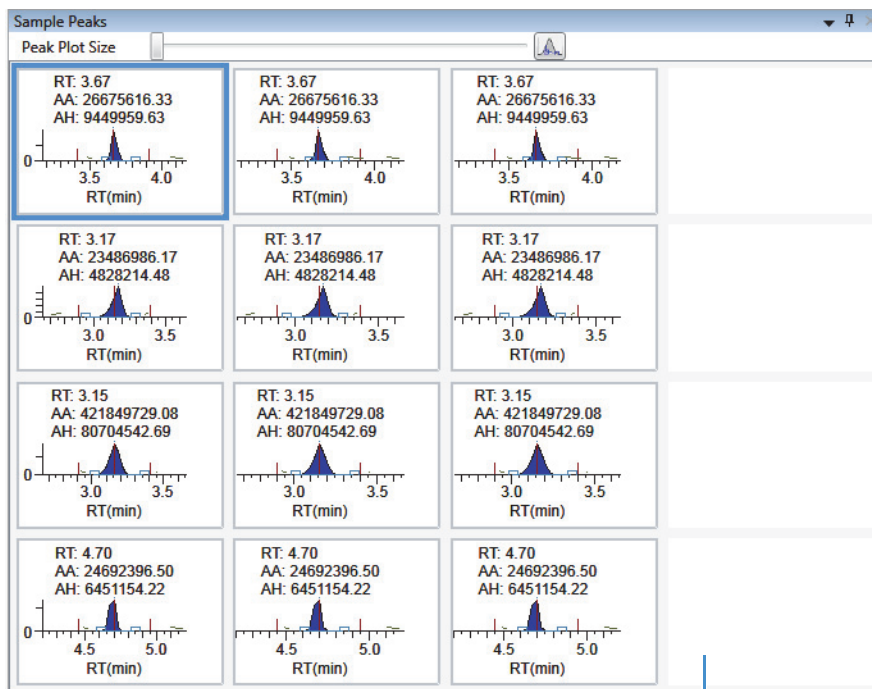 Sample Peaks
Peak Plot Size
RT: 3.67
AA: 26675616.33
AH: 9449959.63
0
3.5 4.0
RT(min)
RT: 3.67
AA: 26675616.33
AH: 9449959.63
3.5 4.0
RT(min)
RT: 3.67
AA: 26675616.33
AH: 9449959.63
3.5 4.0
RT(min)
RT: 3.17
AA: 23486986.17
AH: 4828214.48
0
3.0 3.5
RT(min)
RT: 3.17
AA: 23486986.17
AH: 4828214.48
3.0 3.5
RT(min)
RT: 3.17
AA: 23486986.17
AH: 4828214.48
3.0 3.5
RT(min)
RT: 3.15
AA: 421849729.08
AH: 80704542.69
0
3.0 3.5
RT(min)
RT: 3.15
AA: 421849729.08
AH: 80704542.69
3.0 3.5
RT(min)
RT: 3.15
AA: 421849729.08
AH: 80704542.69
3.0 3.5
RT(min)
RT: 4.70
AA: 24692396.50
AH: 6451154.22
0
4.5 5.0
RT(min)
RT: 4.70
AA: 24692396.50
AH: 6451154.22
4.5 5.0
RT(min)
RT: 4.70
AA: 24692396.50
AH: 6451154.22
4.5 5.0
RT(min)